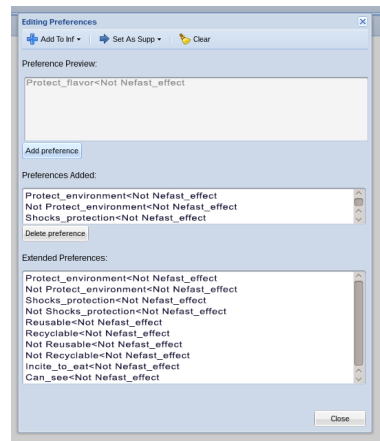 Editing Preferences
Add To Inf
Set As Supp
Clear
Preference Preview:
Protect_flavor<Not Nefast_effect
Add preference
Preferences Added:
Protect_environment<Not Nefast_effect
Not Protect_environment<Not Nefast_effect
Shocks_protection<Not Nefast_effect
Delete preference
Extended Preferences:
Protect_environment<Not Nefast_effect
Not Protect_environment<Not Nefast_effect
Shocks_protection<Not Nefast_effect
Not Shocks_protection<Not Nefast_effect
Reusable<Not Nefast_effect
Recyclable<Not Nefast_effect
Not Reusable<Not Nefast_effect
Not Recyclable<Not Nefast_effect
Incite_to_eat<Not Nefast_effect
Can_see<Not Nefast_effect
Close